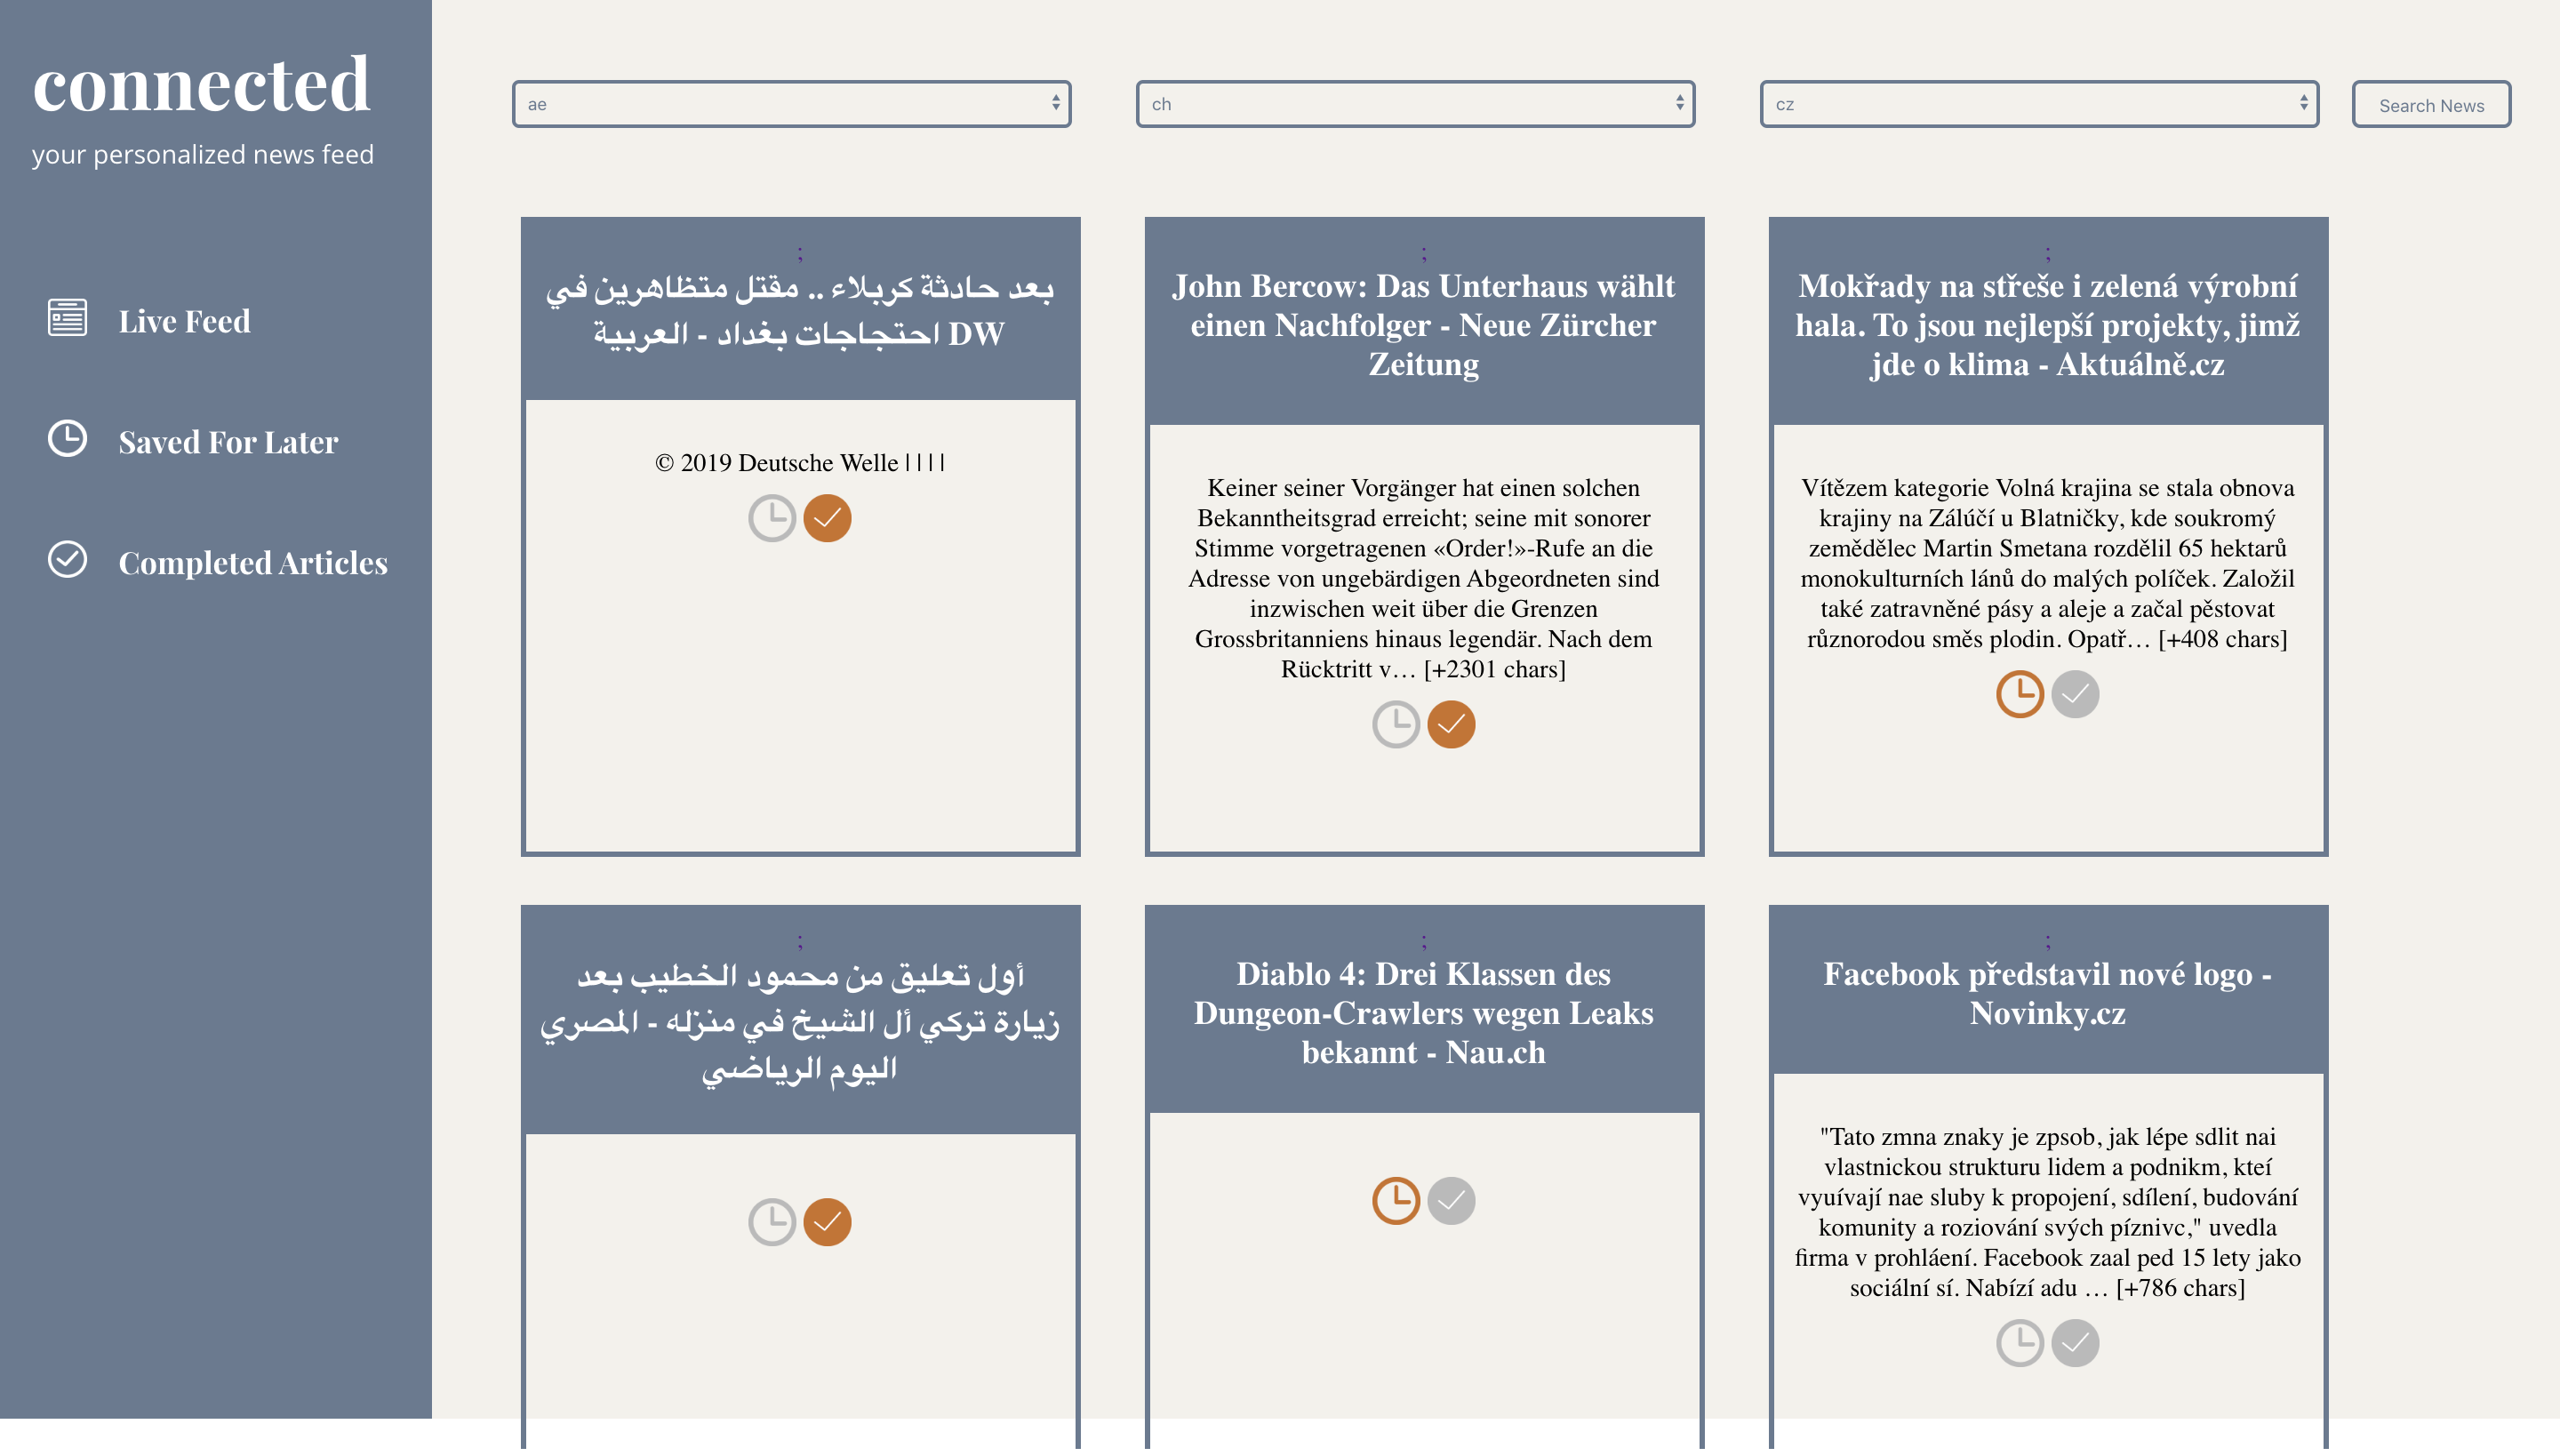 connected
your personalized news feed
Live Feed
Saved For Later
Completed Articles
ae
ch
cz
Search News
;
بعد حادثة كربلاء .. مقتل متظاهرين في
احتجاجات بغداد - العربية DW
© 2019 Deutsche Welle | | | |
;
John Bercow: Das Unterhaus wählt
einen Nachfolger - Neue Zürcher
Zeitung
Keiner seiner Vorgänger hat einen solchen
Bekanntheitsgrad erreicht; seine mit sonorer
Stimme vorgetragenen «Order!»-Rufe an die
Adresse von ungebärdigen Abgeordneten sind
inzwischen weit über die Grenzen
Grossbritanniens hinaus legendär. Nach dem
Rücktritt v… [+2301 chars]
;
Mokřady na střeše i zelená výrobní
hala. To jsou nejlepší projekty, jimž
jde o klima - Aktuálně.cz
Vítězem kategorie Volná krajina se stala obnova
krajiny na Zálúčí u Blatničky, kde soukromý
zemědělec Martin Smetana rozdělil 65 hektarů
monokulturních lánů do malých políček. Založil
také zatravněné pásy a aleje a začal pěstovat
různorodou směs plodin. Opatř… [+408 chars]
;
أول تعليق من محمود الخطيب بعد
زيارة تركي أل الشيخ في منزله - المصري
اليوم الرياضي
;
Diablo 4: Drei Klassen des
Dungeon-Crawlers wegen Leaks
bekannt - Nau.ch
;
Facebook představil nové logo -
Novinky.cz
"Tato zmna znaky je zpsob, jak lépe sdlit nai
vlastnickou strukturu lidem a podnikm, kteí
vyuívají nae sluby k propojení, sdílení, budování
komunity a roziování svých píznivc," uvedla
firma v prohláení. Facebook zaal ped 15 lety jako
sociální sí. Nabízí adu … [+786 chars]